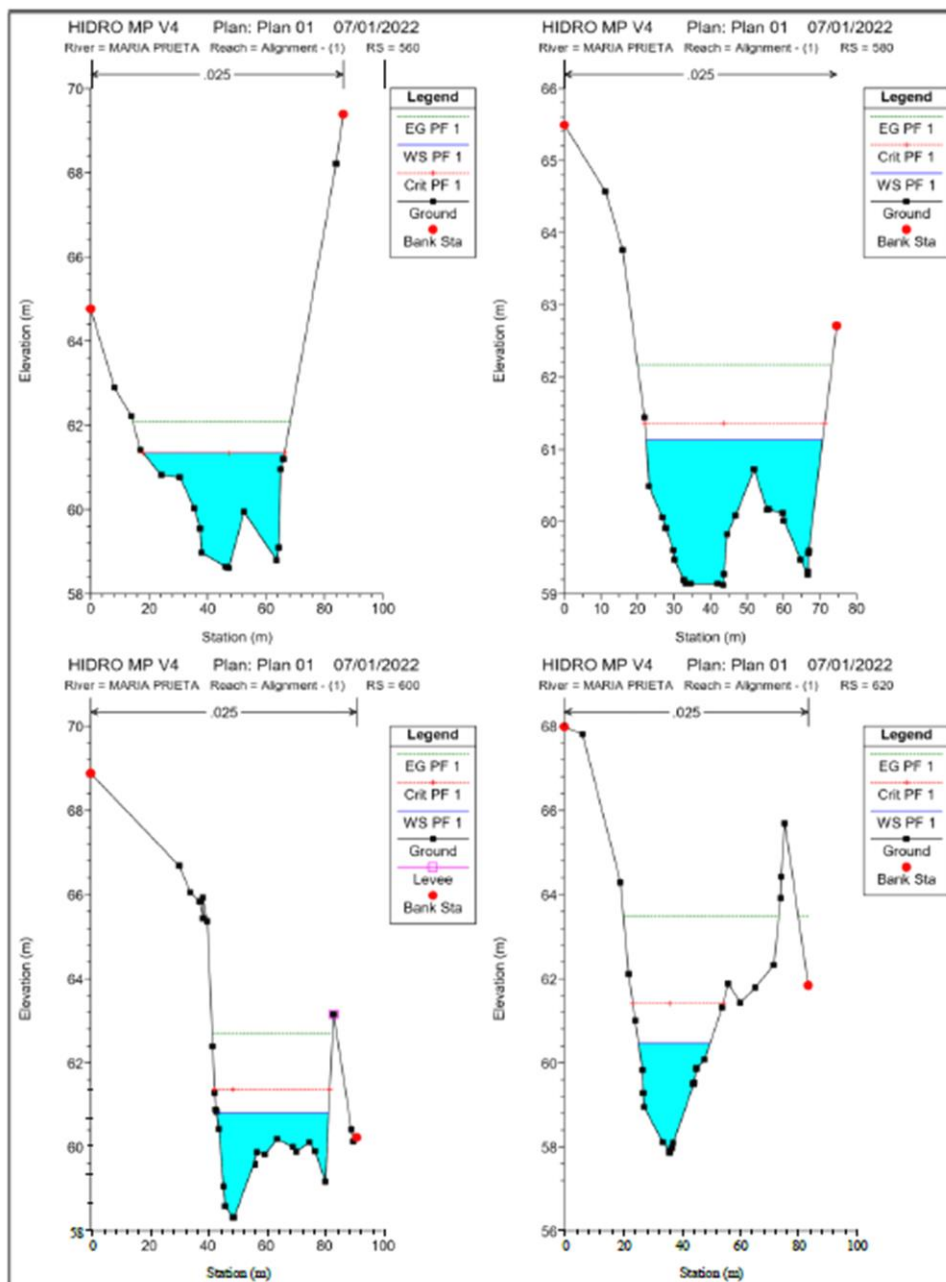 HIDRO MP V4 Plan: Plan 01 07/01/2022
River = MARIA PRIETA Reach = Alignment - (1) RS = 560
.025
Legend
EG PF 1
WS PF 1
Crit PF 1
Ground
Bank Sta
Elevation (m)
70
68
66
64
62
60
58
0 20 40 60 80 100
Station (m)
HIDRO MP V4 Plan: Plan 01 07/01/2022
River = MARIA PRIETA Reach = Alignment - (1) RS = 580
.025
Legend
EG PF 1
Crit PF 1
WS PF 1
Ground
Bank Sta
Elevation (m)
66
65
64
63
62
61
60
59
0 10 20 30 40 50 60 70 80
Station (m)
HIDRO MP V4 Plan: Plan 01 07/01/2022
River = MARIA PRIETA Reach = Alignment - (1) RS = 600
.025
Legend
EG PF 1
Crit PF 1
WS PF 1
Ground
Levee
Bank Sta
Elevation (m)
70
68
66
64
62
60
58
0 20 40 60 80 100
Station (m)
HIDRO MP V4 Plan: Plan 01 07/01/2022
River = MARIA PRIETA Reach = Alignment - (1) RS = 620
.025
Legend
EG PF 1
Crit PF 1
WS PF 1
Ground
Bank Sta
Elevation (m)
68
66
64
62
60
58
56
0 20 40 60 80 100
Station (m)